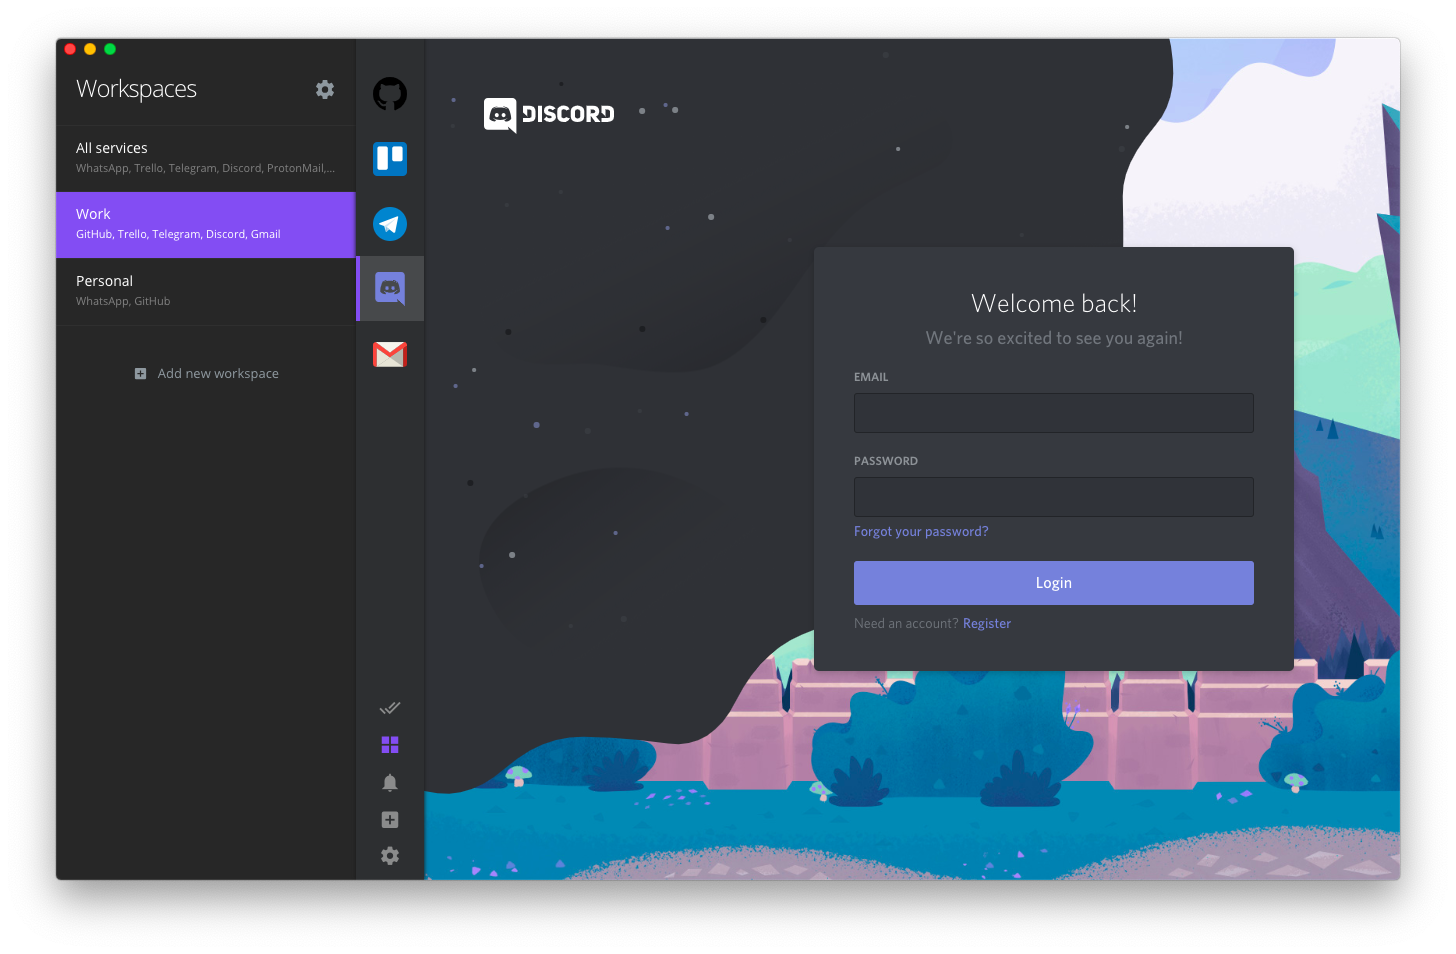 Workspaces
All services
WhatsApp, Trello, Telegram, Discord, ProtonMail,...
Work
GitHub, Trello, Telegram, Discord, Gmail
Personal
WhatsApp, GitHub
Add new workspace
DISCORD
Welcome back!
We're so excited to see you again!
EMAIL
PASSWORD
Forgot your password?
Login
Need an account? Register